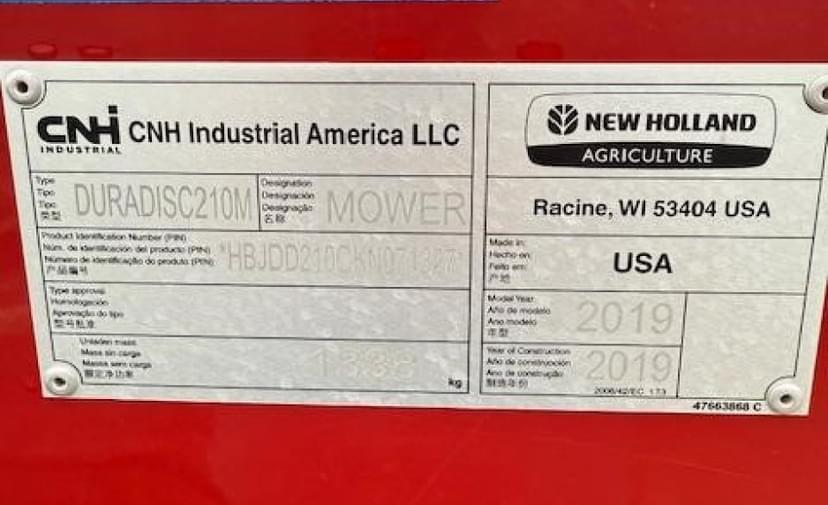 CNH
INDUSTRIAL
CNH Industrial America LLC
Type
Tipo
Tipo
类型
DURADISC210M
Designation
Designación
Designação
名称
MOWER
Product Identification Number (PIN)
Núm. de identificación del producto (PIN)
Número de identificação do produto (PIN)
产品编号
Type approval
Homologación
Aprovação do tipo
型号批准
Unladen mass
Masa sin carga
Massa sem carga
额定净功率
kg
NEW HOLLAND
AGRICULTURE
Racine, WI 53404 USA
Made in:
Hecho en:
Feito em:
产地
USA
Model Year
Año de modelo
Ano modelo
年型
2019
Year of Construction
Año de construcción
Ano de construção
制造年份
2019
2006/42/EC 1.7.3
47663868 C